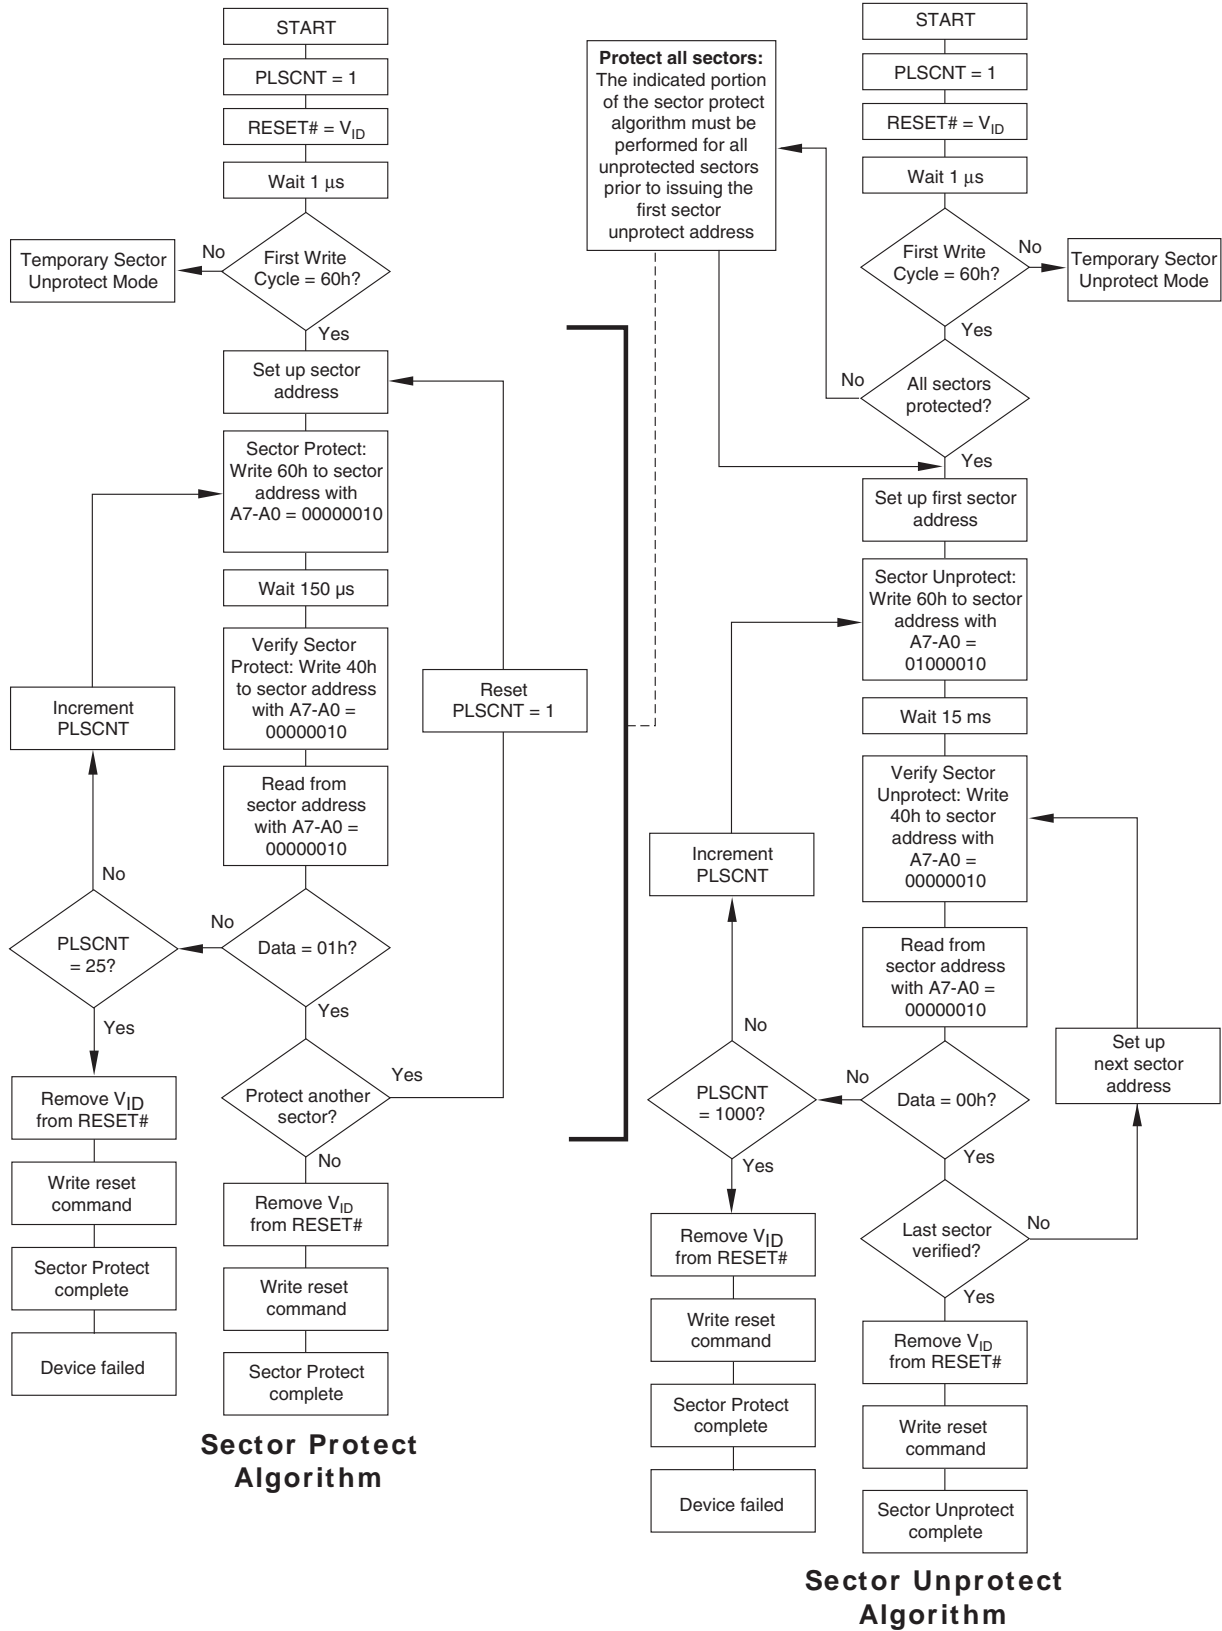 START
PLSCNT = 1
RESET# = VID
Wait 1 μs
First Write
Cycle = 60h?
No
Temporary Sector
Unprotect Mode
Yes
Set up sector
address
Sector Protect:
Write 60h to sector
address with
A7-A0 = 00000010
Wait 150 µs
Verify Sector
Protect: Write 40h
to sector address
with A7-A0 =
00000010
Read from
sector address
with A7-A0 =
00000010
Data = 01h?
No
PLSCNT
= 25?
No
Increment
PLSCNT
Yes
Remove VID
from RESET#
Write reset
command
Sector Protect
complete
Device failed
Yes
Protect another
sector?
Yes
Reset
PLSCNT = 1
No
Remove VID
from RESET#
Write reset
command
Sector Protect
complete
Sector Protect
Algorithm
Protect all sectors:
The indicated portion
of the sector protect
algorithm must be
performed for all
unprotected sectors
prior to issuing the
first sector
unprotect address
START
PLSCNT = 1
RESET# = VID
Wait 1 μs
First Write
Cycle = 60h?
No
Temporary Sector
Unprotect Mode
Yes
All sectors
protected?
No
Yes
Set up first sector
address
Sector Unprotect:
Write 60h to sector
address with
A7-A0 =
01000010
Wait 15 ms
Verify Sector
Unprotect: Write
40h to sector
address with
A7-A0 =
00000010
Read from
sector address
with A7-A0 =
00000010
Data = 00h?
No
PLSCNT
= 1000?
No
Increment
PLSCNT
Yes
Remove VID
from RESET#
Write reset
command
Sector Protect
complete
Device failed
Yes
Last sector
verified?
No
Set up
next sector
address
Yes
Remove VID
from RESET#
Write reset
command
Sector Unprotect
complete
Sector Unprotect
Algorithm